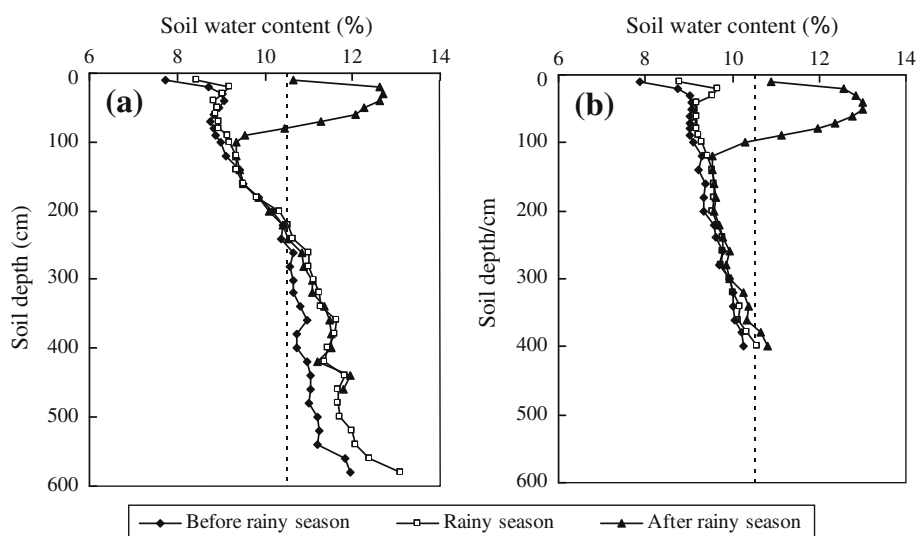 Soil water content (%)
Soil water content (%)
6 8 10 12 14
6 8 10 12 14
0
100
200
300
400
500
600
0
100
200
300
400
500
600
(a)
(b)
Soil depth (cm)
Soil depth/cm
Before rainy season
Rainy season
After rainy season